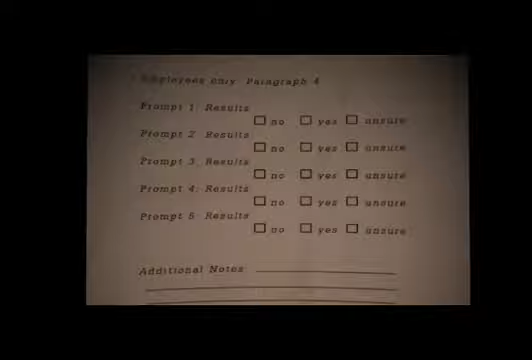 Employees only Paragraph 4
Prompt 1 Results
no yes unsure
Prompt 2 Results
no yes unsure
Prompt 3 Results
no yes unsure
Prompt 4 Results
no yes unsure
Prompt 5 Results
no yes unsure
Additional Notes